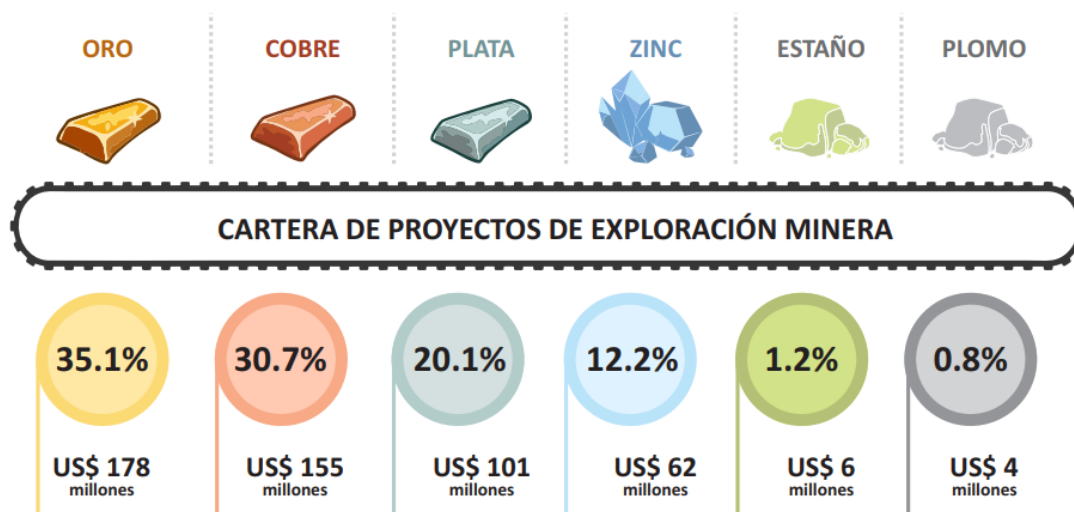 ORO
COBRE
PLATA
ZINC
ESTAÑO
PLOMO
CARTERA DE PROYECTOS DE EXPLORACIÓN MINERA
35.1%
30.7%
20.1%
12.2%
1.2%
0.8%
US$ 178
millones
US$ 155
millones
US$ 101
millones
US$ 62
millones
US$ 6
millones
US$ 4
millones